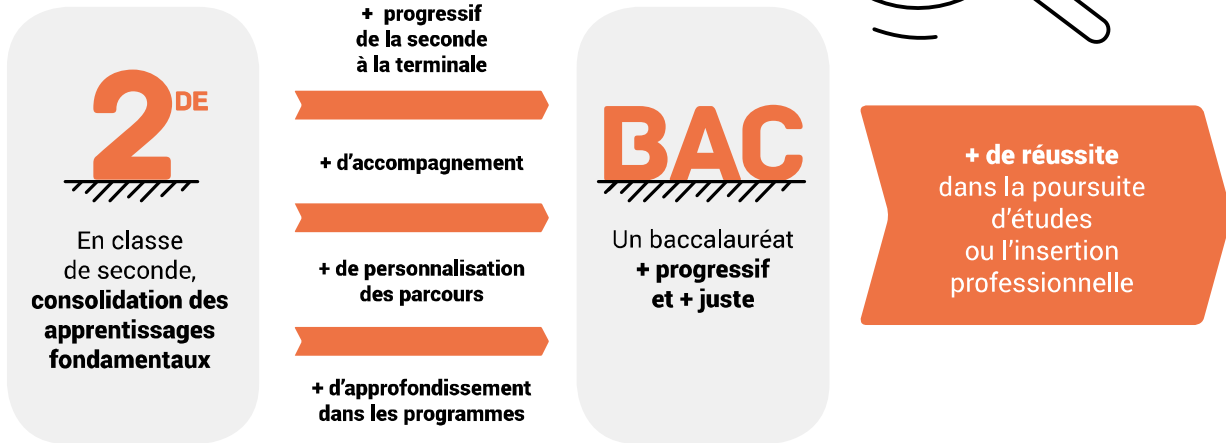 2DE
En classe
de seconde,
consolidation des
apprentissages
fondamentaux
+ progressif
de la seconde
à la terminale
+ d'accompagnement
+ de personnalisation
des parcours
+ d'approfondissement
dans les programmes
BAC
Un baccalauréat
+ progressif
et + juste
+ de réussite
dans la poursuite
d'études
ou l'insertion
professionnelle